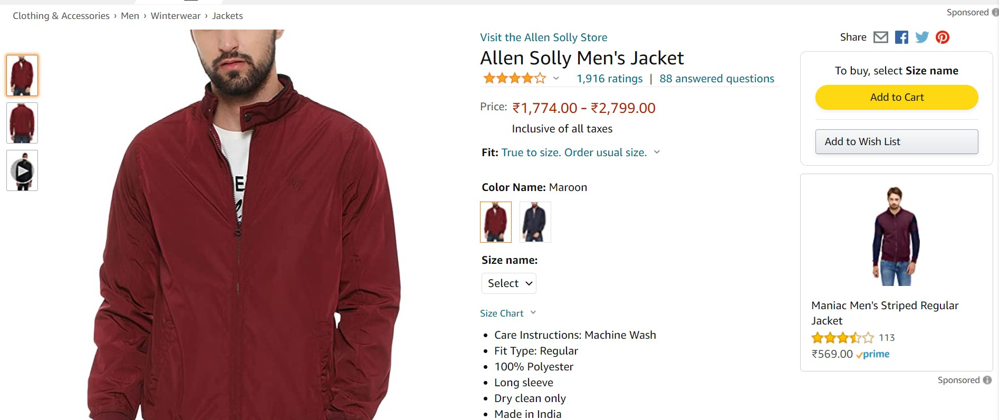 Clothing & Accessories › Men › Winterwear › Jackets
Sponsored
Visit the Allen Solly Store
Allen Solly Men's Jacket
1,916 ratings | 88 answered questions
Price: ₹1,774.00 - ₹2,799.00
Inclusive of all taxes
Fit: True to size. Order usual size.
Color Name: Maroon
Size name:
Select
Size Chart
• Care Instructions: Machine Wash
• Fit Type: Regular
• 100% Polyester
• Long sleeve
• Dry clean only
• Made in India
Share
To buy, select Size name
Add to Cart
Add to Wish List
Maniac Men's Striped Regular
Jacket
113
₹569.00 prime
Sponsored